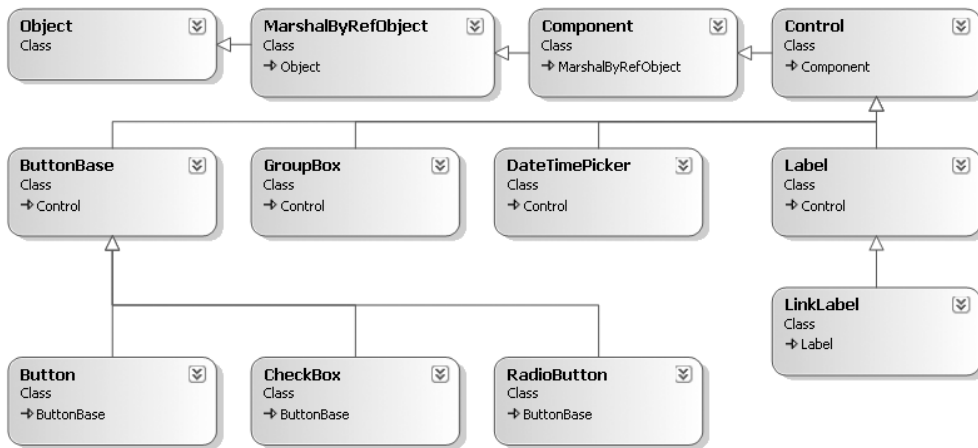 Object
Class
MarshalByRefObject
Class
Object
Component
Class
MarshalByRefObject
Control
Class
Component
ButtonBase
Class
Control
GroupBox
Class
Control
DateTimePicker
Class
Control
Label
Class
Control
LinkLabel
Class
Label
Button
Class
ButtonBase
CheckBox
Class
ButtonBase
RadioButton
Class
ButtonBase